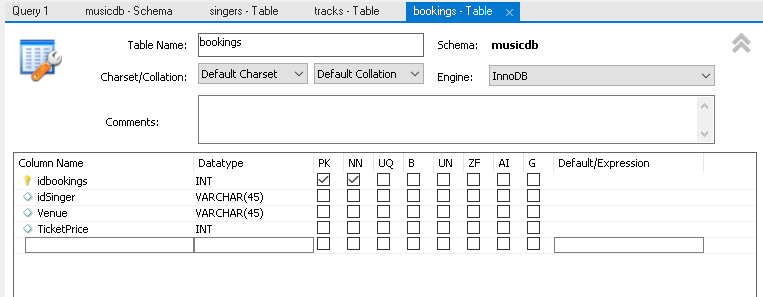 Query 1 musicdb - Schema singers - Table tracks - Table bookings - Table
Table Name: bookings Schema: musicdb
Charset/Collation: Default Charset Default Collation Engine: InnoDB
Comments:
Column Name Datatype PK NN UQ B UN ZF AI G Default/Expression
idbookings INT
idSinger VARCHAR(45)
Venue VARCHAR(45)
TicketPrice INT